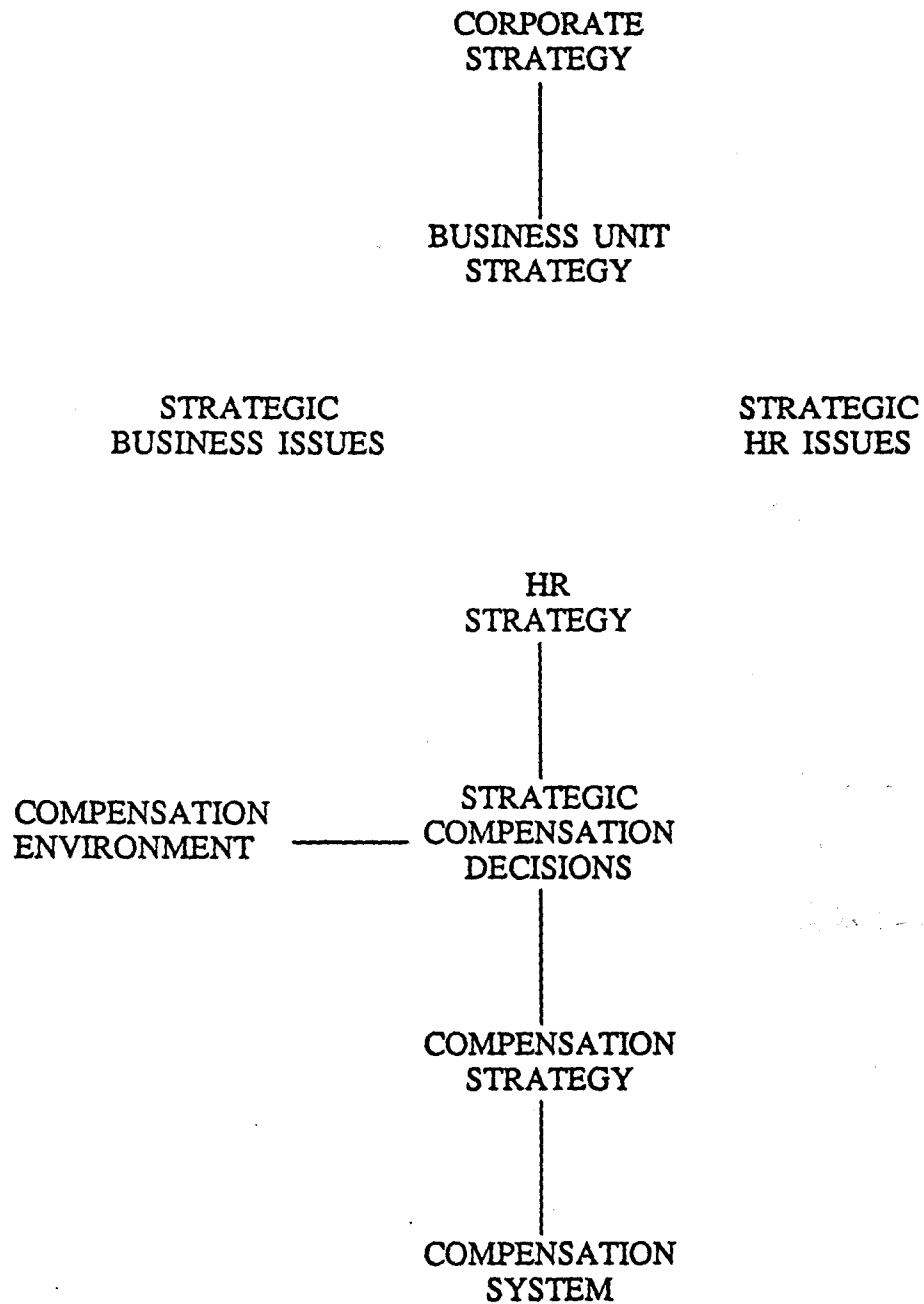 CORPORATE
STRATEGY
BUSINESS UNIT
STRATEGY
STRATEGIC
BUSINESS ISSUES
STRATEGIC
HR ISSUES
HR
STRATEGY
COMPENSATION
ENVIRONMENT
STRATEGIC
COMPENSATION
DECISIONS
COMPENSATION
STRATEGY
COMPENSATION
SYSTEM